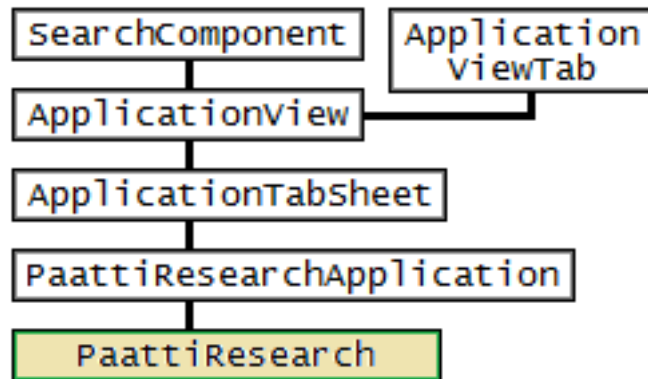 SearchComponent
Application
ViewTab
ApplicationView
ApplicationTabSheet
PaattiResearchApplication
PaattiResearch